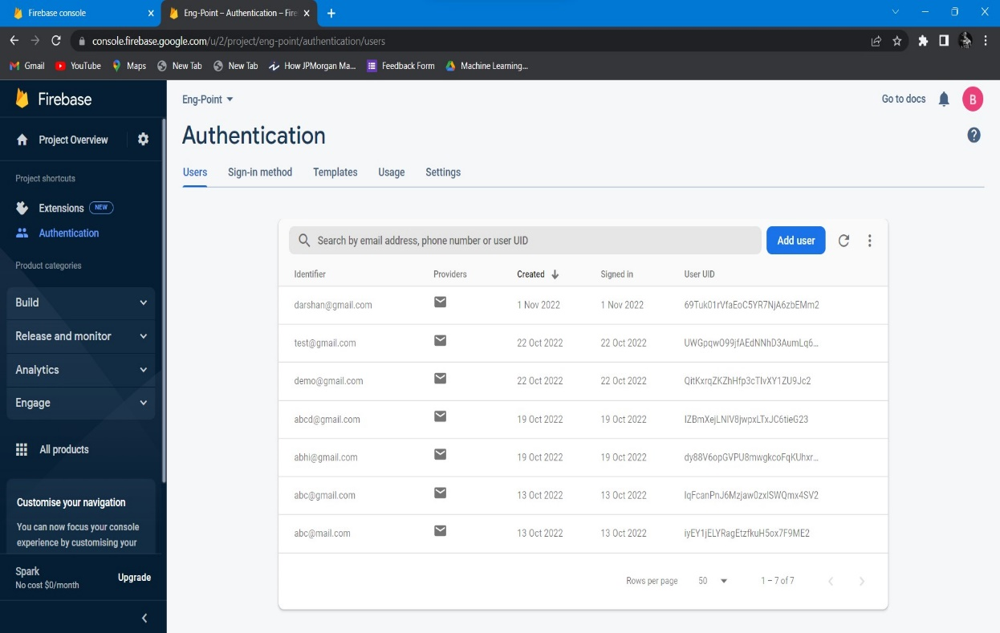 Firebase console
Eng-Point – Authentication – Fire
console.firebase.google.com/u/2/project/eng-point/authentication/users
Gmail YouTube Maps New Tab New Tab How JPMorgan Ma... Feedback Form Machine Learning...
Firebase
Project Overview
Project shortcuts
Extensions NEW
Authentication
Product categories
Build
Release and monitor
Analytics
Engage
All products
Customise your navigation
You can now focus your console
experience by customising your
Spark
No cost $0/month
Upgrade
Eng-Point
Go to docs
B
Authentication
Users Sign-in method Templates Usage Settings
Search by email address, phone number or user UID
Add user
Identifier Providers Created Signed in User UID
darshan@gmail.com 1 Nov 2022 1 Nov 2022 69Tuk01rVfaEoC5YR7NjA6zbEMm2
test@gmail.com 22 Oct 2022 22 Oct 2022 UWGpqwO99jfAEdNNhD3AumLq6...
demo@gmail.com 22 Oct 2022 22 Oct 2022 QitKxrqZKZhHfp3cTIvXY1ZU9Jc2
abcd@gmail.com 19 Oct 2022 19 Oct 2022 IZBmXejLNIV8jwpxLTxJC6tieG23
abhi@gmail.com 19 Oct 2022 19 Oct 2022 dy88V6opGVPU8mwgkcoFqKUhxr...
abc@gmail.com 13 Oct 2022 13 Oct 2022 IqFcanPnJ6Mzjaw0zxISWQmx4SV2
abc@mail.com 13 Oct 2022 13 Oct 2022 iyEY1jELYRagEtzfkuH5ox7F9ME2
Rows per page 50 1 – 7 of 7